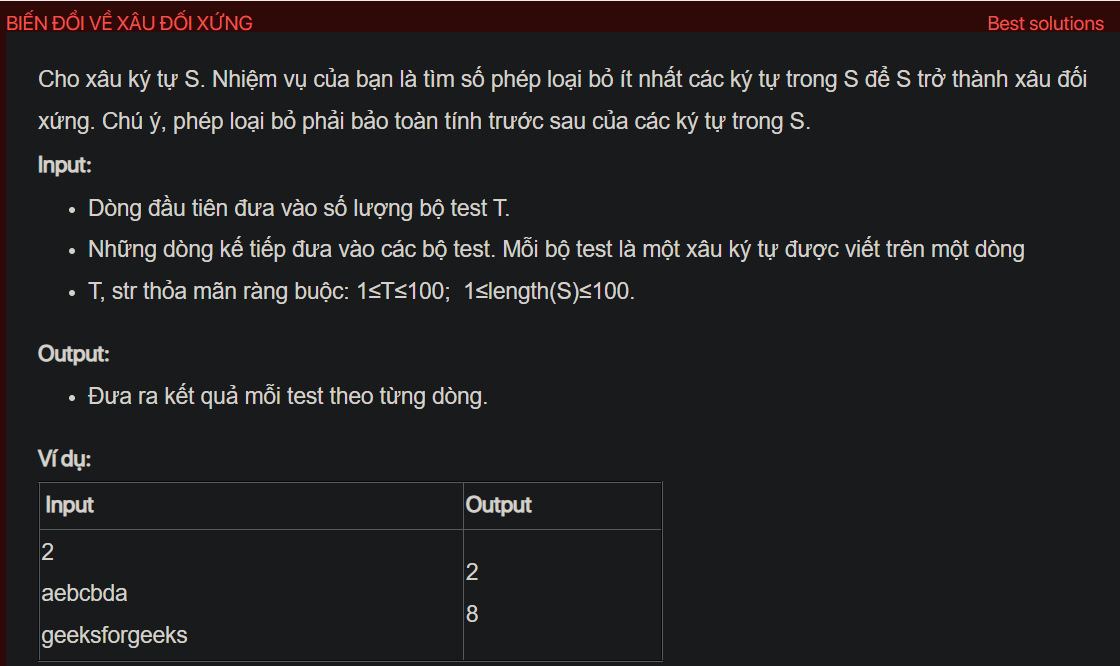 BIẾN ĐỔI VỀ XÂU ĐỐI XỨNG
Best solutions
Cho xâu ký tự S. Nhiệm vụ của bạn là tìm số phép loại bỏ ít nhất các ký tự trong S để S trở thành xâu đối
xứng. Chú ý, phép loại bỏ phải bảo toàn tính trước sau của các ký tự trong S.
Input:
• Dòng đầu tiên đưa vào số lượng bộ test T.
• Những dòng kế tiếp đưa vào các bộ test. Mỗi bộ test là một xâu ký tự được viết trên một dòng
• T, str thỏa mãn ràng buộc: 1≤T≤100;  1≤length(S)≤100.
Output:
• Đưa ra kết quả mỗi test theo từng dòng.
Ví dụ:
Input
Output
2
aebcbda
geeksforgeeks
2
8